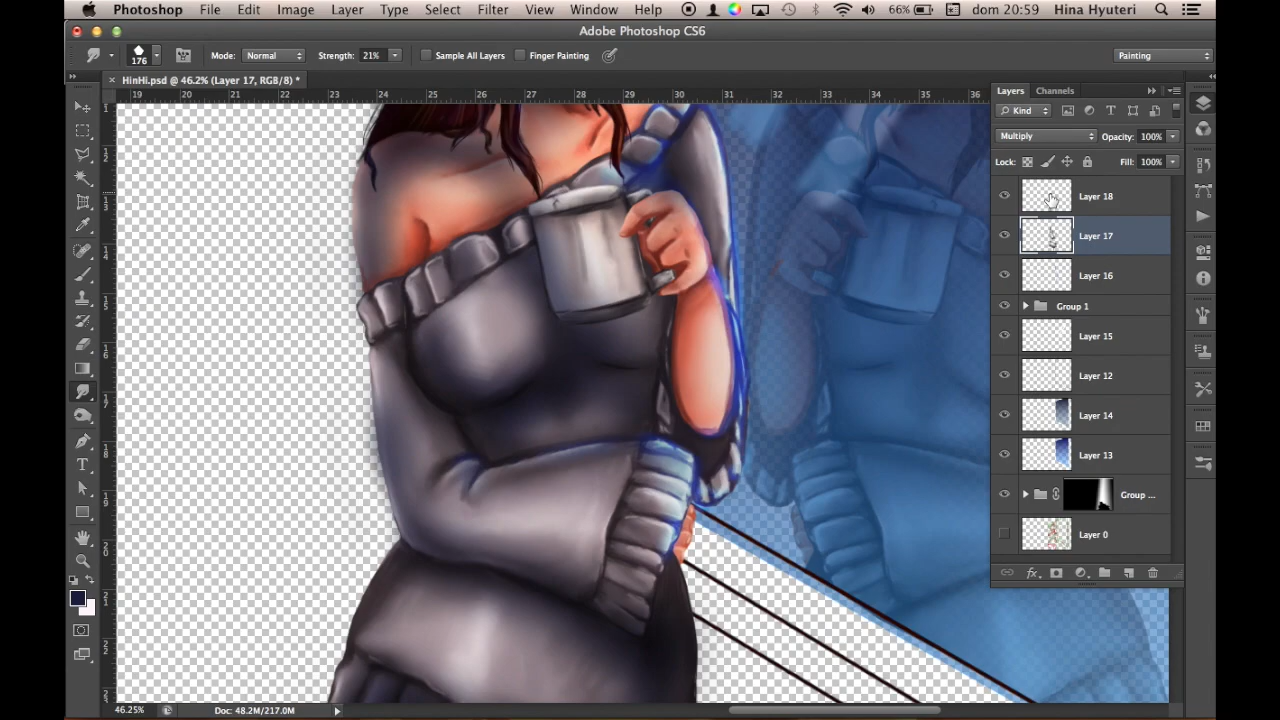 Photoshop File Edit Image Layer Type Select Filter View Window Help 66% dom 20:59 Hina Hyuteri
Adobe Photoshop CS6
176 Mode: Normal Strength: 21% Sample All Layers Finger Painting Painting
HinHi.psd @ 46.2% (Layer 17, RGB/8) *
19 20 21 22 23 24 25 26 27 28 29 30 31 32 33 34 35 36
Layers Channels
Kind
Multiply Opacity: 100%
Lock: Fill: 100%
Layer 18
Layer 17
Layer 16
Group 1
Layer 15
Layer 12
Layer 14
Layer 13
Group ...
Layer 0
fx
46.25% Doc: 48.2M/217.0M